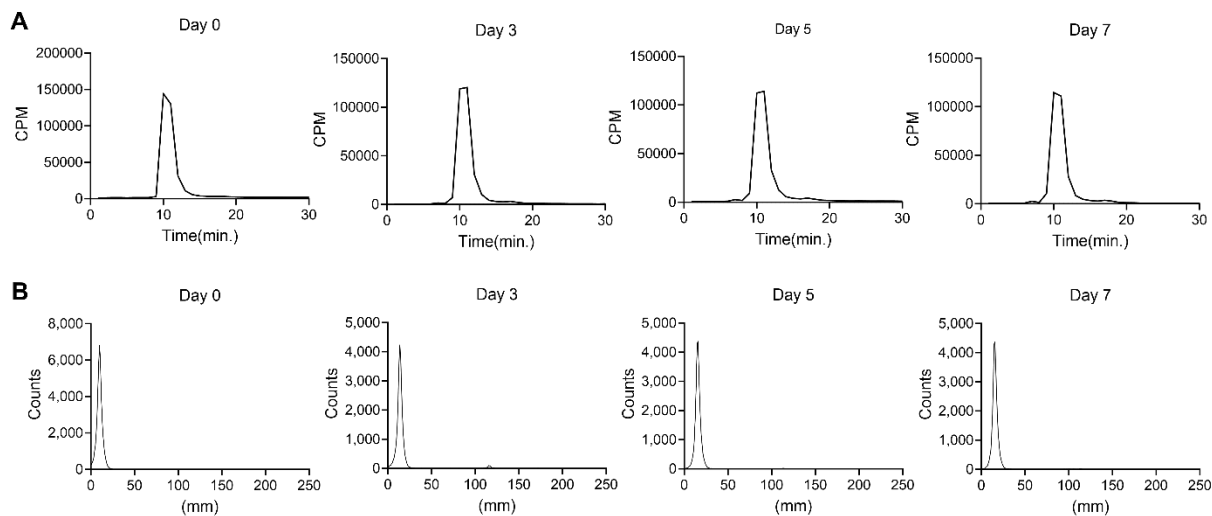 A
Day 0
Day 3
Day 5
Day 7
200000
150000
100000
50000
0
CPM
0 10 20 30
Time(min.)
150000
100000
50000
0
CPM
0 10 20 30
Time(min.)
150000
100000
50000
0
CPM
0 10 20 30
Time(min.)
150000
100000
50000
0
CPM
0 10 20 30
Time(min.)
B
Day 0
Day 3
Day 5
Day 7
8,000
6,000
4,000
2,000
0
Counts
0 50 100 150 200 250
(mm)
5,000
4,000
3,000
2,000
1,000
0
Counts
0 50 100 150 200 250
(mm)
5,000
4,000
3,000
2,000
1,000
0
Counts
0 50 100 150 200 250
(mm)
5,000
4,000
3,000
2,000
1,000
0
Counts
0 50 100 150 200 250
(mm)